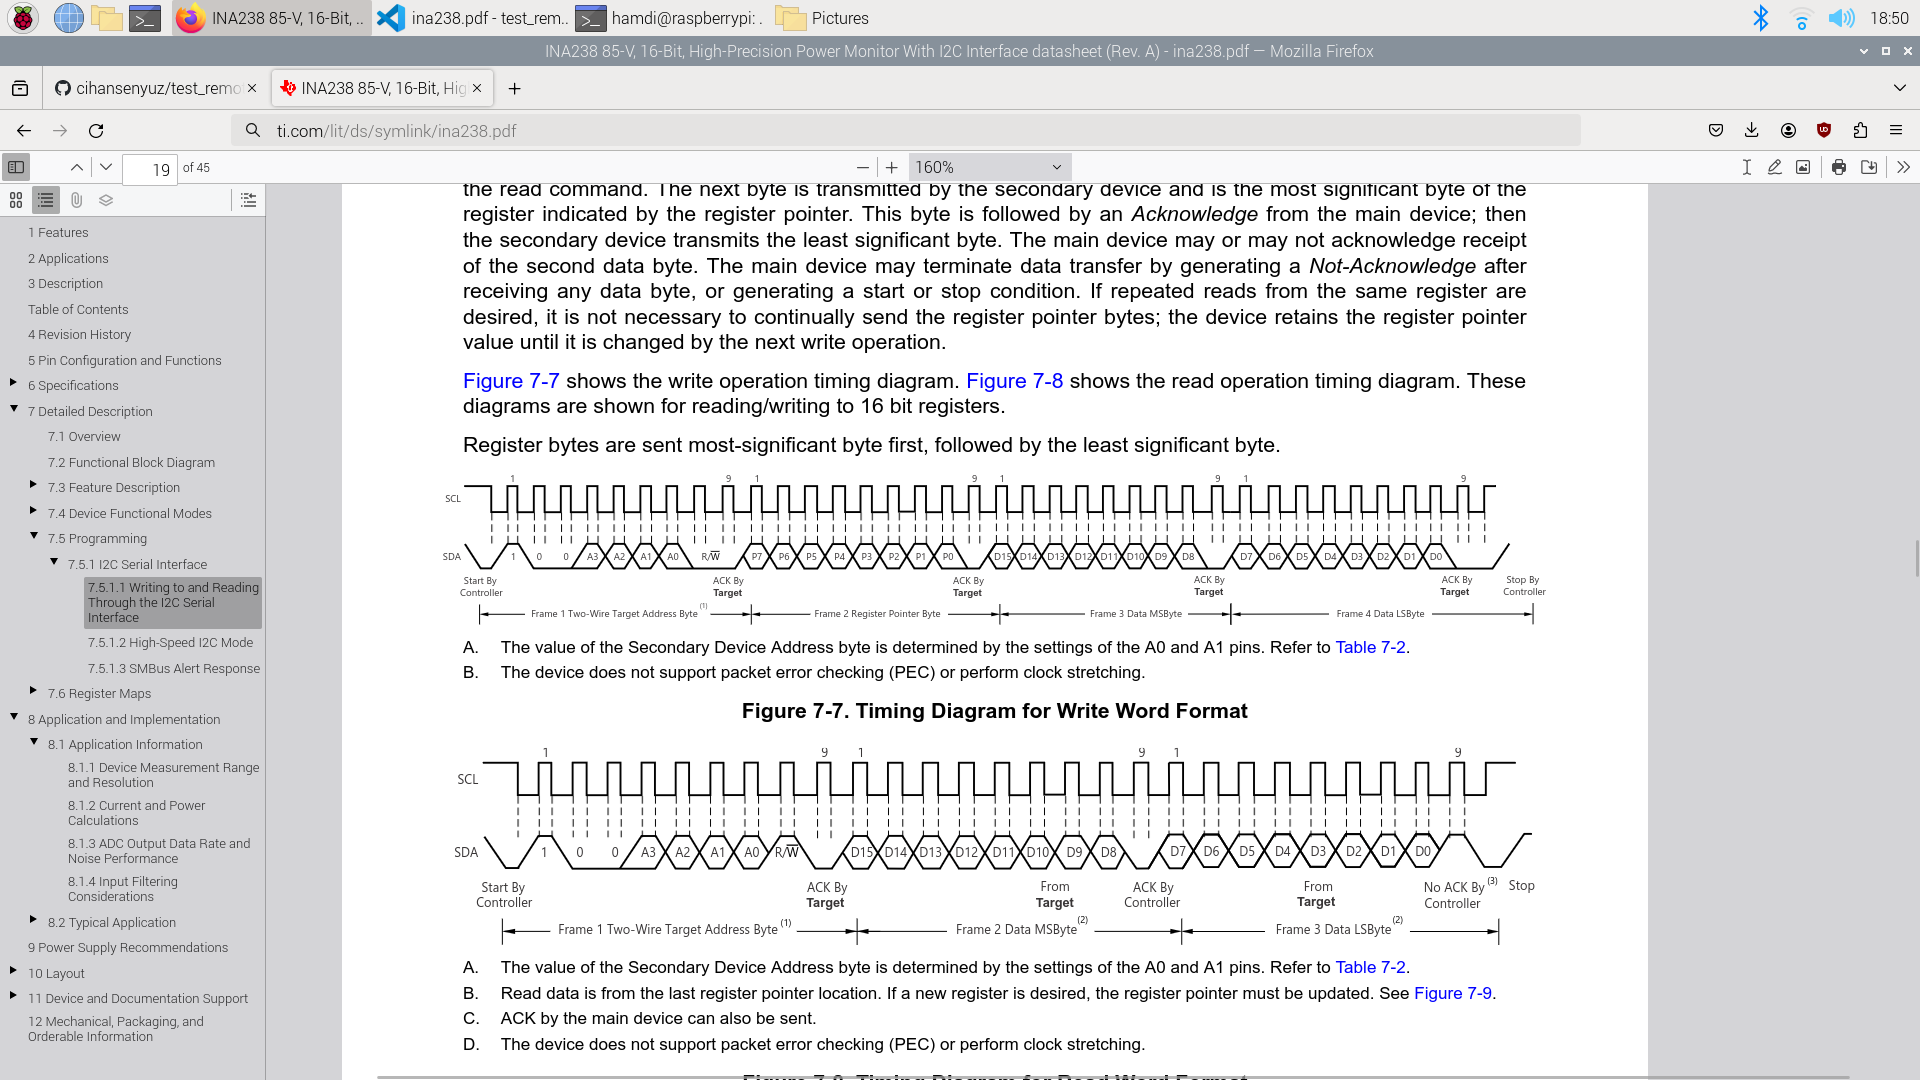 INA238 85-V, 16-Bit, ..
ina238.pdf - test_rem..
hamdi@raspberrypi: .
Pictures
18:50
INA238 85-V, 16-Bit, High-Precision Power Monitor With I2C Interface datasheet (Rev. A) - ina238.pdf — Mozilla Firefox
cihansenyuz/test_remo
INA238 85-V, 16-Bit, Hig
ti.com/lit/ds/symlink/ina238.pdf
19 of 45
160%
1 Features
2 Applications
3 Description
Table of Contents
4 Revision History
5 Pin Configuration and Functions
6 Specifications
7 Detailed Description
7.1 Overview
7.2 Functional Block Diagram
7.3 Feature Description
7.4 Device Functional Modes
7.5 Programming
7.5.1 I2C Serial Interface
7.5.1.1 Writing to and Reading
Through the I2C Serial
Interface
7.5.1.2 High-Speed I2C Mode
7.5.1.3 SMBus Alert Response
7.6 Register Maps
8 Application and Implementation
8.1 Application Information
8.1.1 Device Measurement Range
and Resolution
8.1.2 Current and Power
Calculations
8.1.3 ADC Output Data Rate and
Noise Performance
8.1.4 Input Filtering
Considerations
8.2 Typical Application
9 Power Supply Recommendations
10 Layout
11 Device and Documentation Support
12 Mechanical, Packaging, and
Orderable Information
the read command. The next byte is transmitted by the secondary device and is the most significant byte of the
register indicated by the register pointer. This byte is followed by an Acknowledge from the main device; then
the secondary device transmits the least significant byte. The main device may or may not acknowledge receipt
of the second data byte. The main device may terminate data transfer by generating a Not-Acknowledge after
receiving any data byte, or generating a start or stop condition. If repeated reads from the same register are
desired, it is not necessary to continually send the register pointer bytes; the device retains the register pointer
value until it is changed by the next write operation.
Figure 7-7 shows the write operation timing diagram. Figure 7-8 shows the read operation timing diagram. These
diagrams are shown for reading/writing to 16 bit registers.
Register bytes are sent most-significant byte first, followed by the least significant byte.
1 9 1 9 1 9 1 9
SCL
SDA 1 0 0 A3 A2 A1 A0 R/W P7 P6 P5 P4 P3 P2 P1 P0 D15 D14 D13 D12 D11 D10 D9 D8 D7 D6 D5 D4 D3 D2 D1 D0
Start By ACK By ACK By ACK By ACK By Stop By
Controller Target Target Target Target Controller
Frame 1 Two-Wire Target Address Byte (1) Frame 2 Register Pointer Byte Frame 3 Data MSByte Frame 4 Data LSByte
A. The value of the Secondary Device Address byte is determined by the settings of the A0 and A1 pins. Refer to Table 7-2.
B. The device does not support packet error checking (PEC) or perform clock stretching.
Figure 7-7. Timing Diagram for Write Word Format
1 9 1 9 1 9
SCL
SDA 1 0 0 A3 A2 A1 A0 R/W D15 D14 D13 D12 D11 D10 D9 D8 D7 D6 D5 D4 D3 D2 D1 D0
Start By ACK By From ACK By From No ACK By (3) Stop
Controller Target Target Controller Target Controller
Frame 1 Two-Wire Target Address Byte (1) Frame 2 Data MSByte (2) Frame 3 Data LSByte (2)
A. The value of the Secondary Device Address byte is determined by the settings of the A0 and A1 pins. Refer to Table 7-2.
B. Read data is from the last register pointer location. If a new register is desired, the register pointer must be updated. See Figure 7-9.
C. ACK by the main device can also be sent.
D. The device does not support packet error checking (PEC) or perform clock stretching.